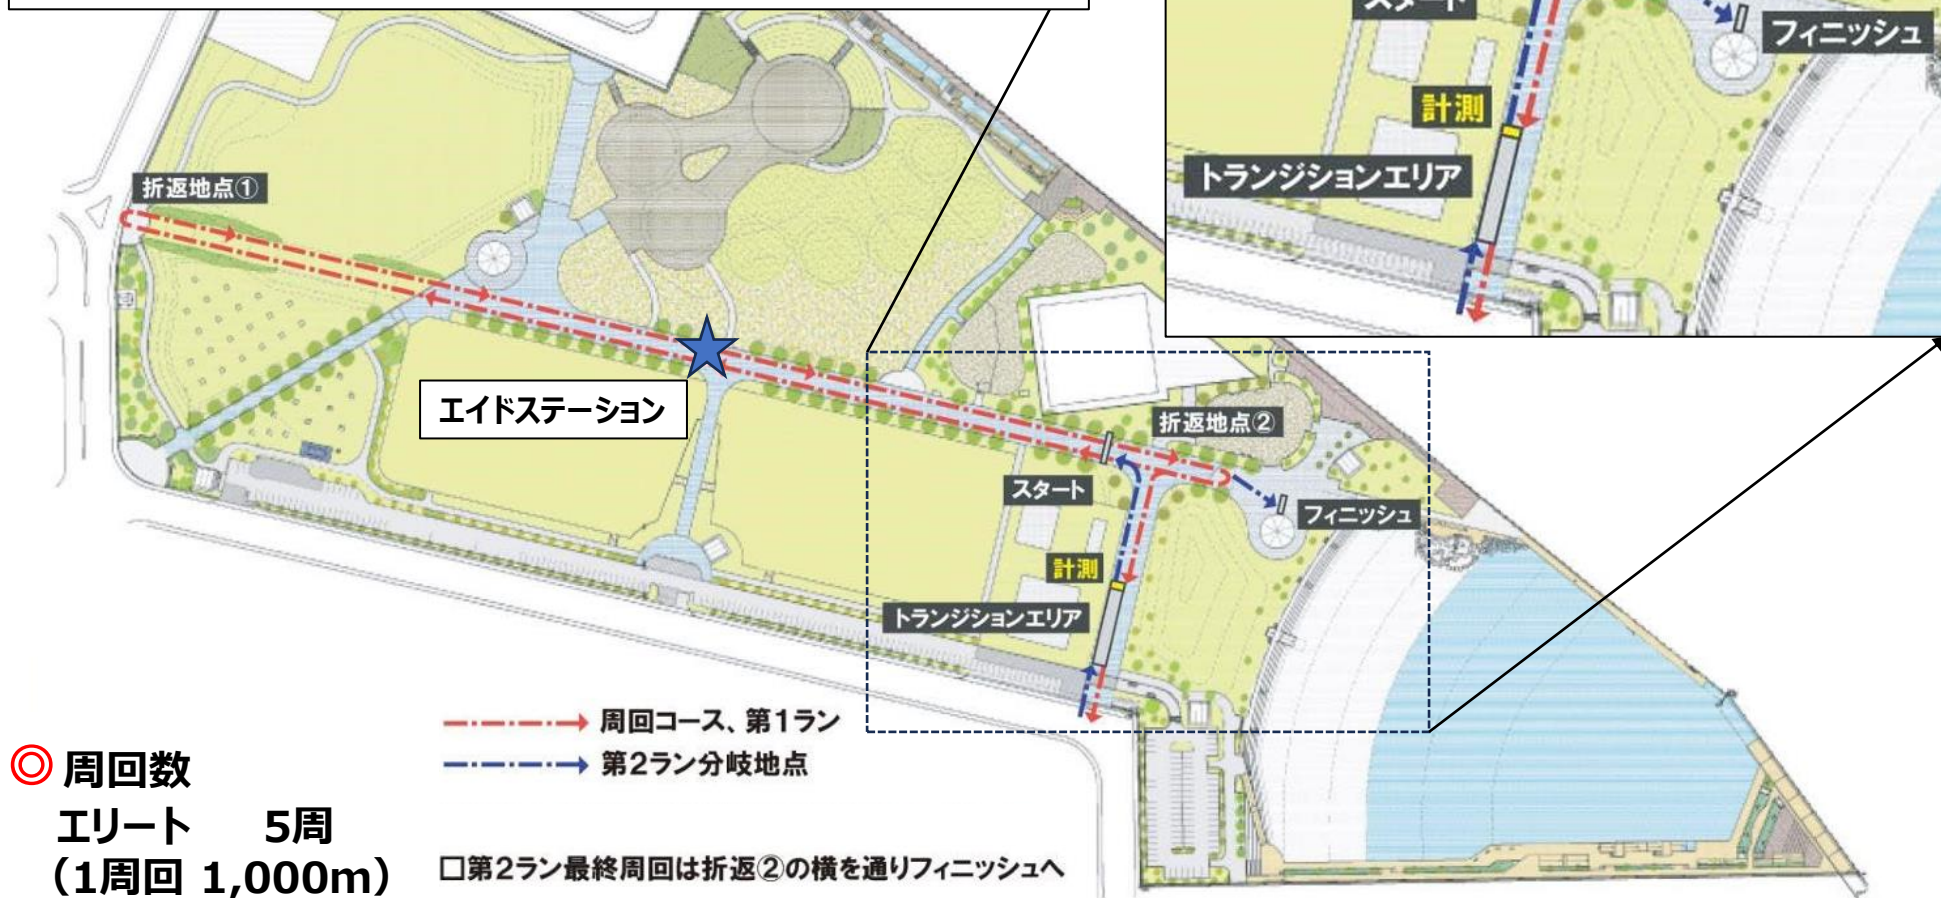 スタート
フィニッシュ
計測
トランジションエリア
折返地点①
エイドステーション
折返地点②
スタート
フィニッシュ
計測
トランジションエリア
周回コース、第1ラン
第2ラン分岐地点
◎ 周回数
エリート 5周
（1周回 1,000m）
□第2ラン最終周回は折返②の横を通りフィニッシュへ